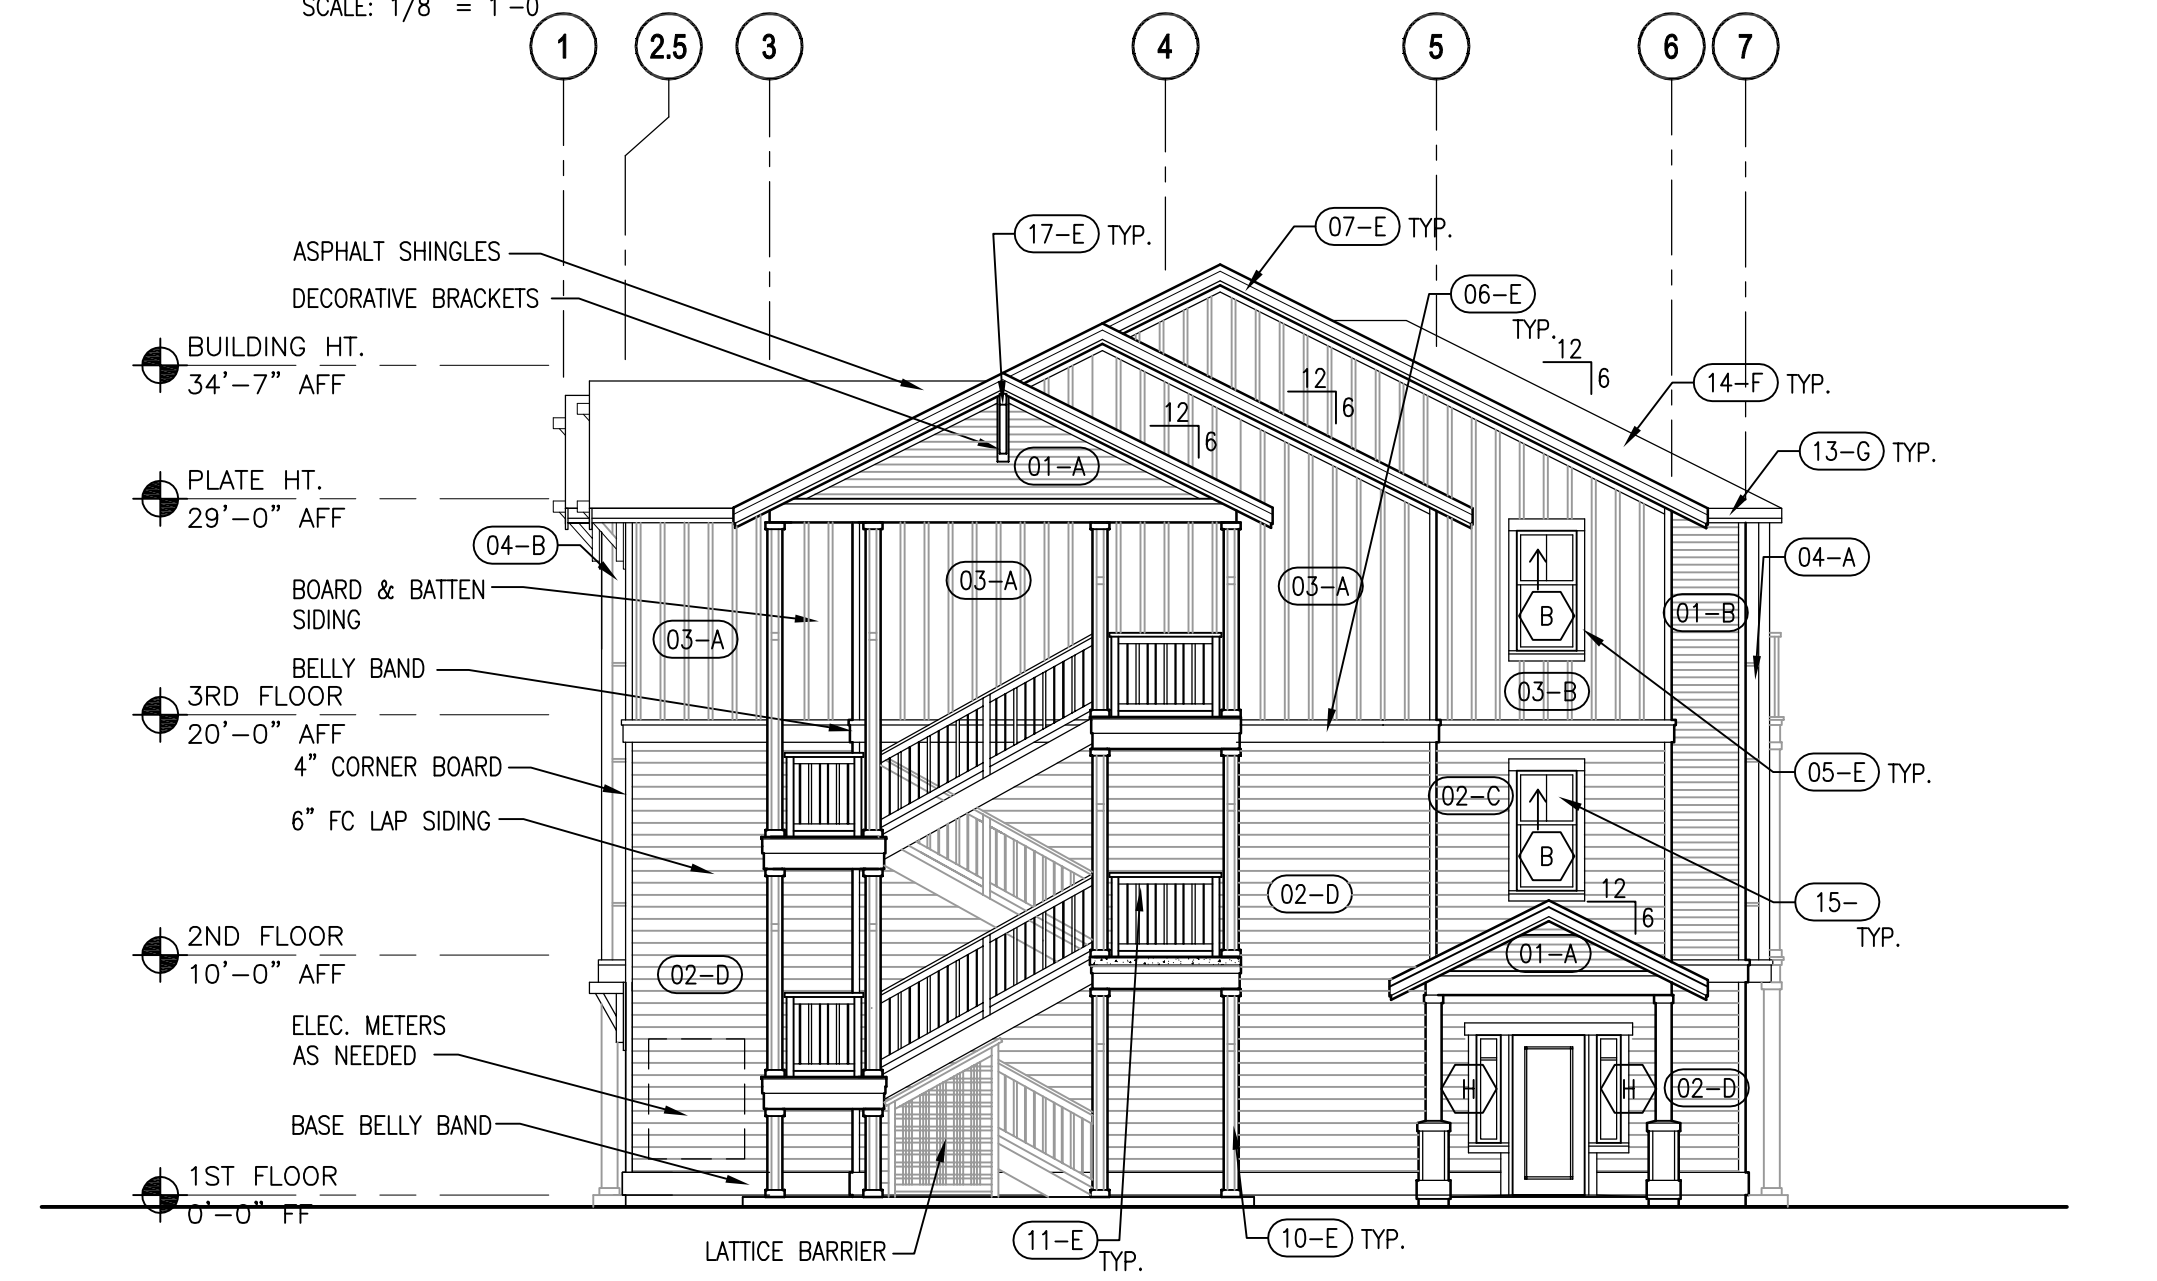 SCALE: 1/8" = 1'-0"
1
2.5
3
4
5
6
7
17-E TYP.
07-E TYP.
ASPHALT SHINGLES
DECORATIVE BRACKETS
06-E
TYP.
BUILDING HT.
34'-7" AFF
12
6
12
6
12
6
14-F TYP.
13-G TYP.
01-A
PLATE HT.
29'-0" AFF
04-B
04-A
BOARD & BATTEN
SIDING
03-A
03-A
03-A
B
01-B
BELLY BAND
03-B
3RD FLOOR
20'-0" AFF
4" CORNER BOARD
05-E TYP.
02-C
6" FC LAP SIDING
B
02-D
12
6
15-
TYP.
2ND FLOOR
10'-0" AFF
02-D
01-A
ELEC. METERS
AS NEEDED
H
H
02-D
BASE BELLY BAND
1ST FLOOR
0'-0" FF
LATTICE BARRIER
11-E
TYP.
10-E TYP.